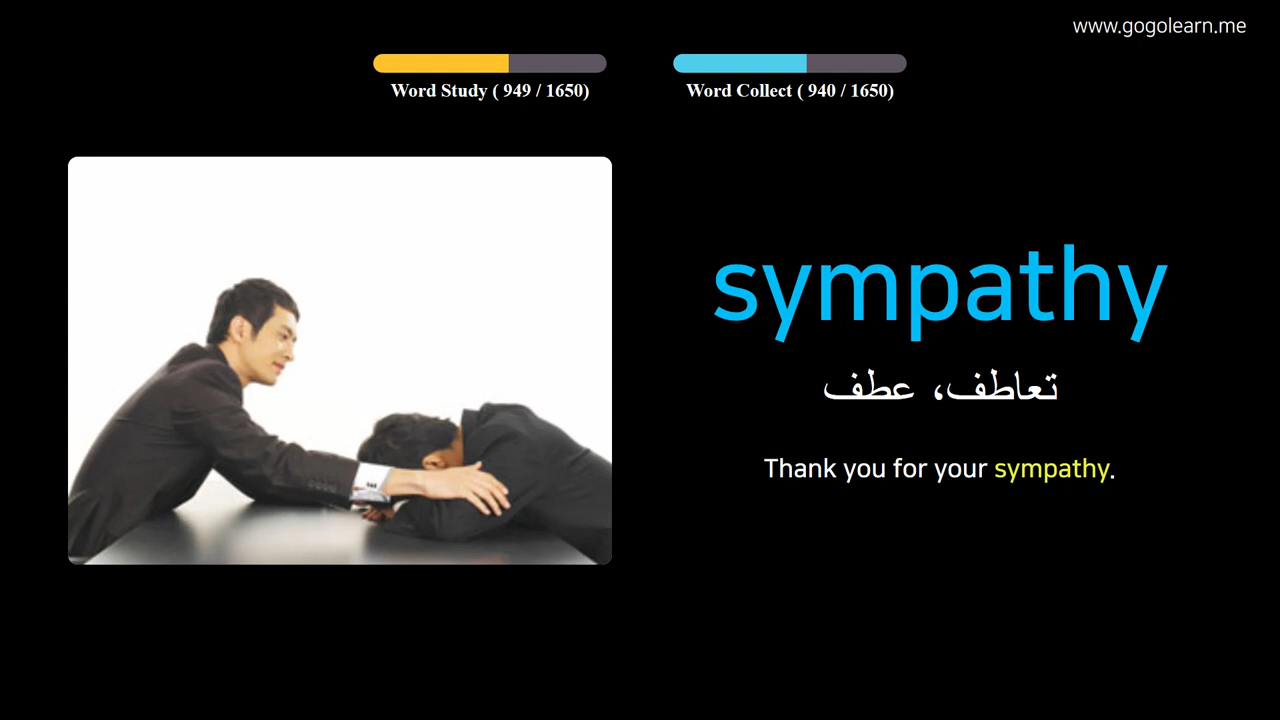 www.gogolearn.me
Word Study ( 949 / 1650)
Word Collect ( 940 / 1650)
sympathy
تعاطف، عطف
Thank you for your sympathy.